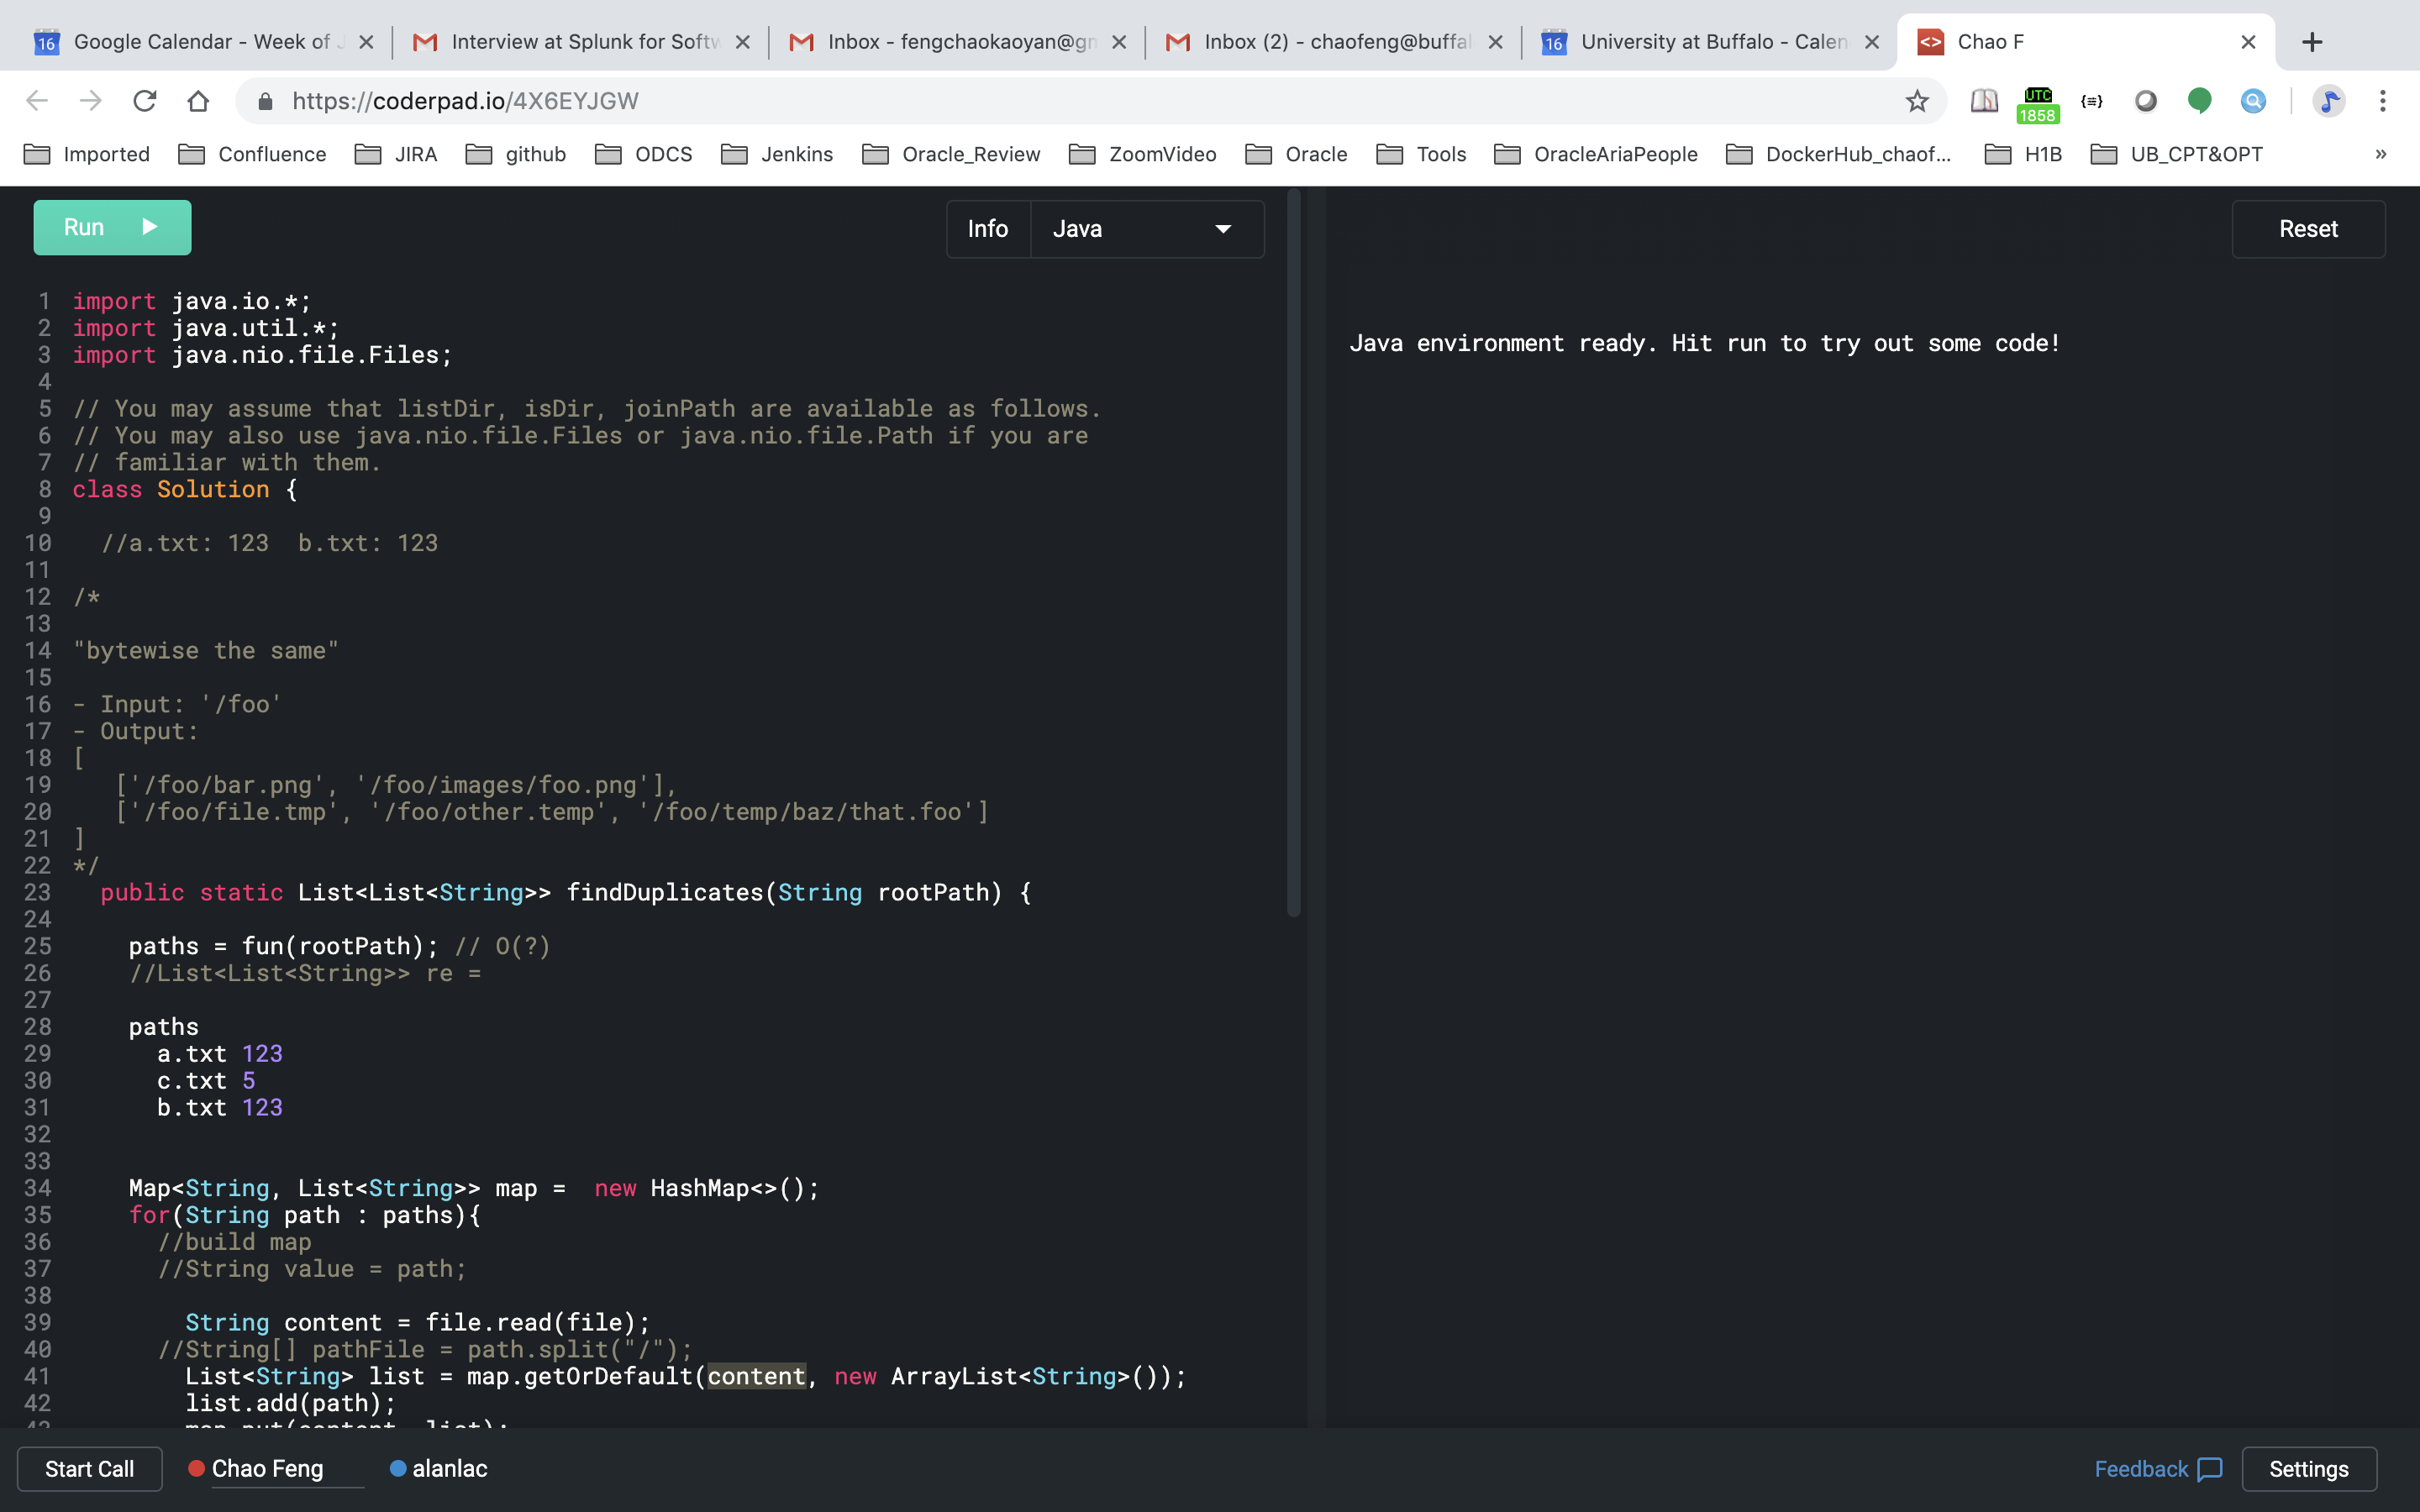 16 Google Calendar - Week of J
Interview at Splunk for Softw
Inbox - fengchaokaoyan@gm
Inbox (2) - chaofeng@buffal
16 University at Buffalo - Calen
<> Chao F
https://coderpad.io/4X6EYJGW
UTC
1858
Imported Confluence JIRA github ODCS Jenkins Oracle_Review ZoomVideo Oracle Tools OracleAriaPeople DockerHub_chaof... H1B UB_CPT&OPT »
Run Info Java Reset
1 import java.io.*;
2 import java.util.*;
3 import java.nio.file.Files;
4
5 // You may assume that listDir, isDir, joinPath are available as follows.
6 // You may also use java.nio.file.Files or java.nio.file.Path if you are
7 // familiar with them.
8 class Solution {
9
10 //a.txt: 123  b.txt: 123
11
12 /*
13
14 "bytewise the same"
15
16 - Input: '/foo'
17 - Output:
18 [
19 ['/foo/bar.png', '/foo/images/foo.png'],
20 ['/foo/file.tmp', '/foo/other.temp', '/foo/temp/baz/that.foo']
21 ]
22 */
23 public static List<List<String>> findDuplicates(String rootPath) {
24
25 paths = fun(rootPath); // O(?)
26 //List<List<String>> re =
27
28 paths
29 a.txt 123
30 c.txt 5
31 b.txt 123
32
33
34 Map<String, List<String>> map =  new HashMap<>();
35 for(String path : paths){
36 //build map
37 //String value = path;
38
39 String content = file.read(file);
40 //String[] pathFile = path.split("/");
41 List<String> list = map.getOrDefault(content, new ArrayList<String>());
42 list.add(path);
43 map.put(content, list);
Java environment ready. Hit run to try out some code!
Start Call Chao Feng alanlac Feedback Settings